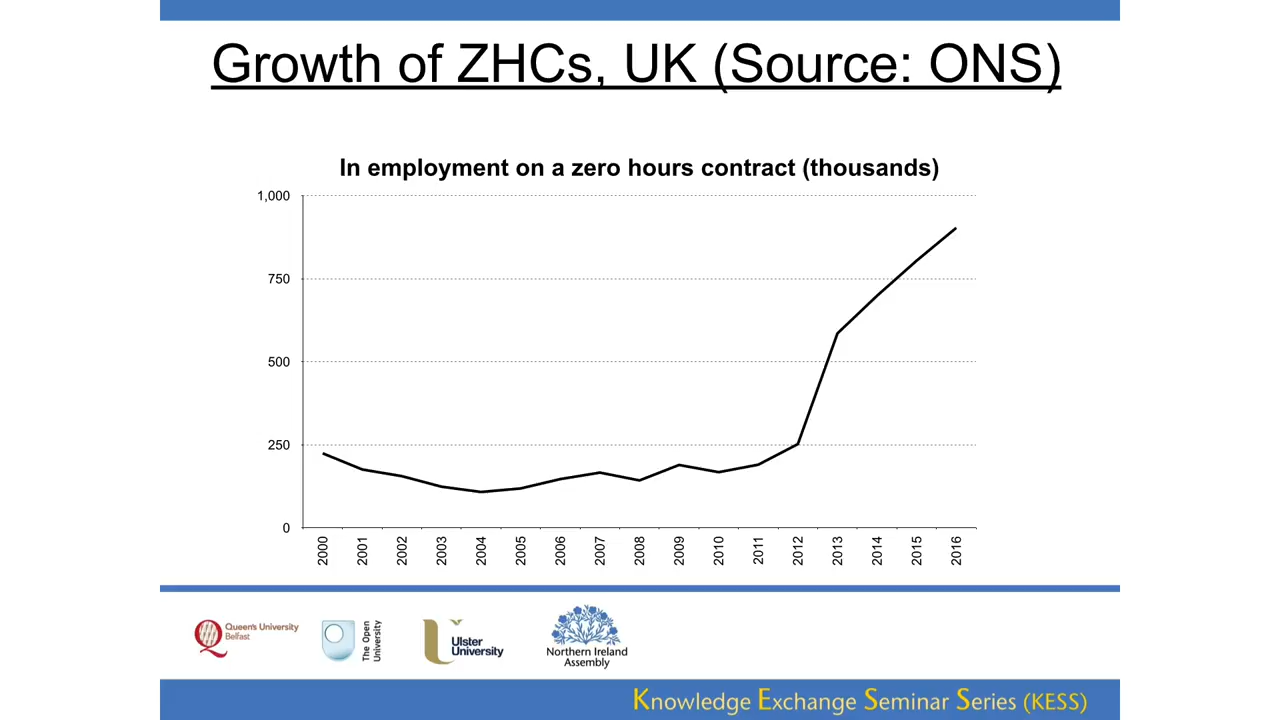 Growth of ZHCs, UK (Source: ONS)
In employment on a zero hours contract (thousands)
1,000
750
500
250
0
2000
2001
2002
2003
2004
2005
2006
2007
2008
2009
2010
2011
2012
2013
2014
2015
2016
Queen's University
Belfast
The Open
University
Ulster
University
Northern Ireland
Assembly
Knowledge Exchange Seminar Series (KESS)